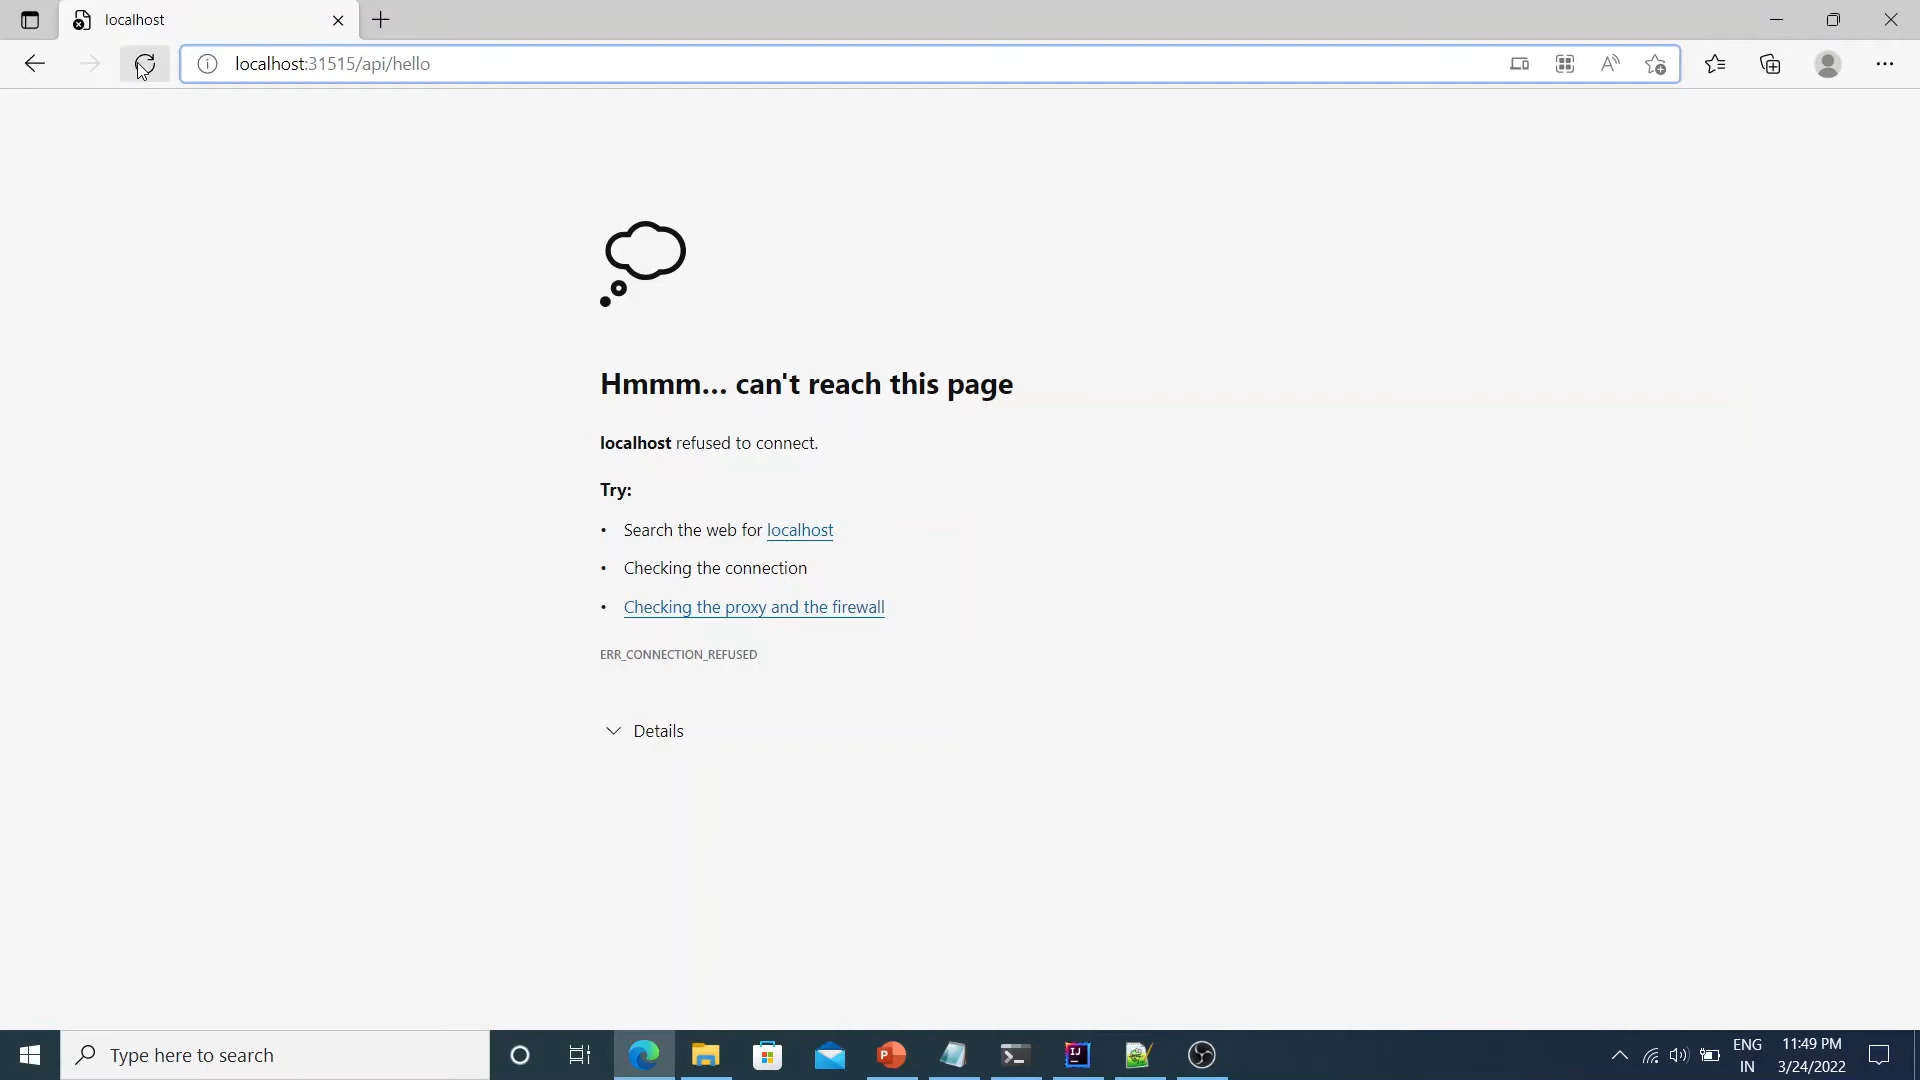 localhost
localhost:31515/api/hello
Hmmm... can't reach this page
localhost refused to connect.
Try:
• Search the web for localhost
• Checking the connection
• Checking the proxy and the firewall
ERR_CONNECTION_REFUSED
Details
Type here to search
ENG
IN
11:49 PM
3/24/2022